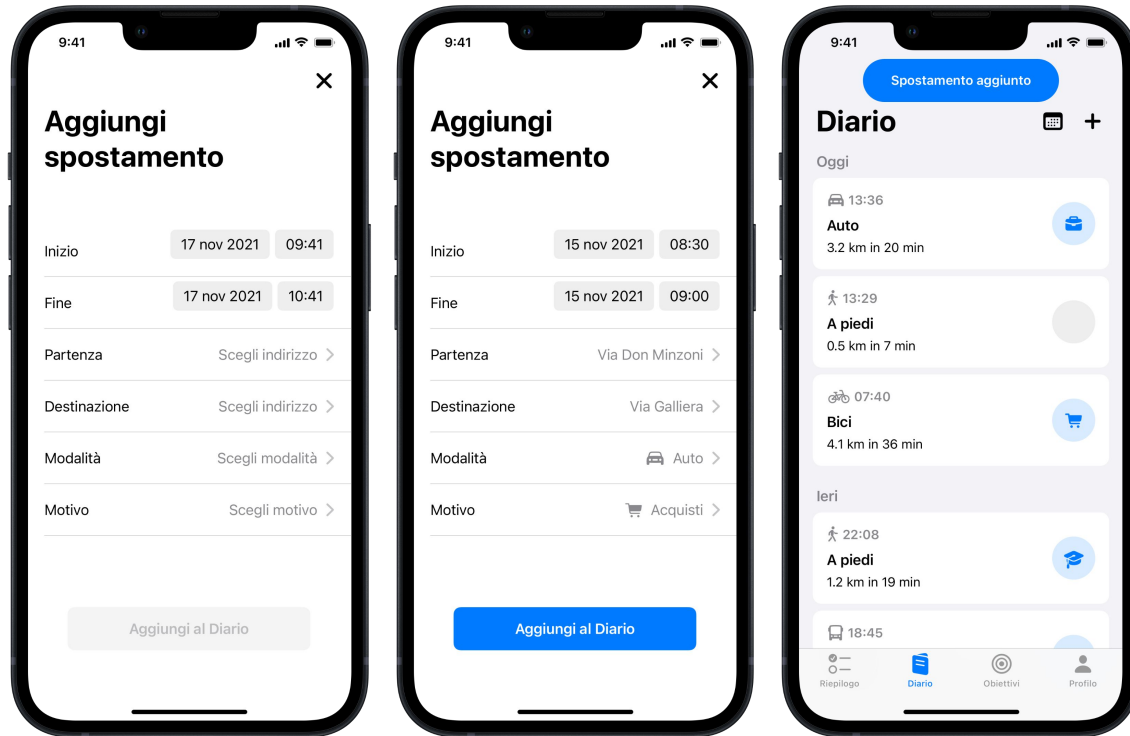 9:41
Aggiungi
spostamento
Inizio 17 nov 2021 09:41
Fine 17 nov 2021 10:41
Partenza Scegli indirizzo
Destinazione Scegli indirizzo
Modalità Scegli modalità
Motivo Scegli motivo
Aggiungi al Diario
9:41
Aggiungi
spostamento
Inizio 15 nov 2021 08:30
Fine 15 nov 2021 09:00
Partenza Via Don Minzoni
Destinazione Via Galliera
Modalità Auto
Motivo Acquisti
Aggiungi al Diario
9:41
Spostamento aggiunto
Diario
Oggi
13:36
Auto
3.2 km in 20 min
13:29
A piedi
0.5 km in 7 min
07:40
Bici
4.1 km in 36 min
Ieri
22:08
A piedi
1.2 km in 19 min
18:45
Riepilogo Diario Obiettivi Profilo